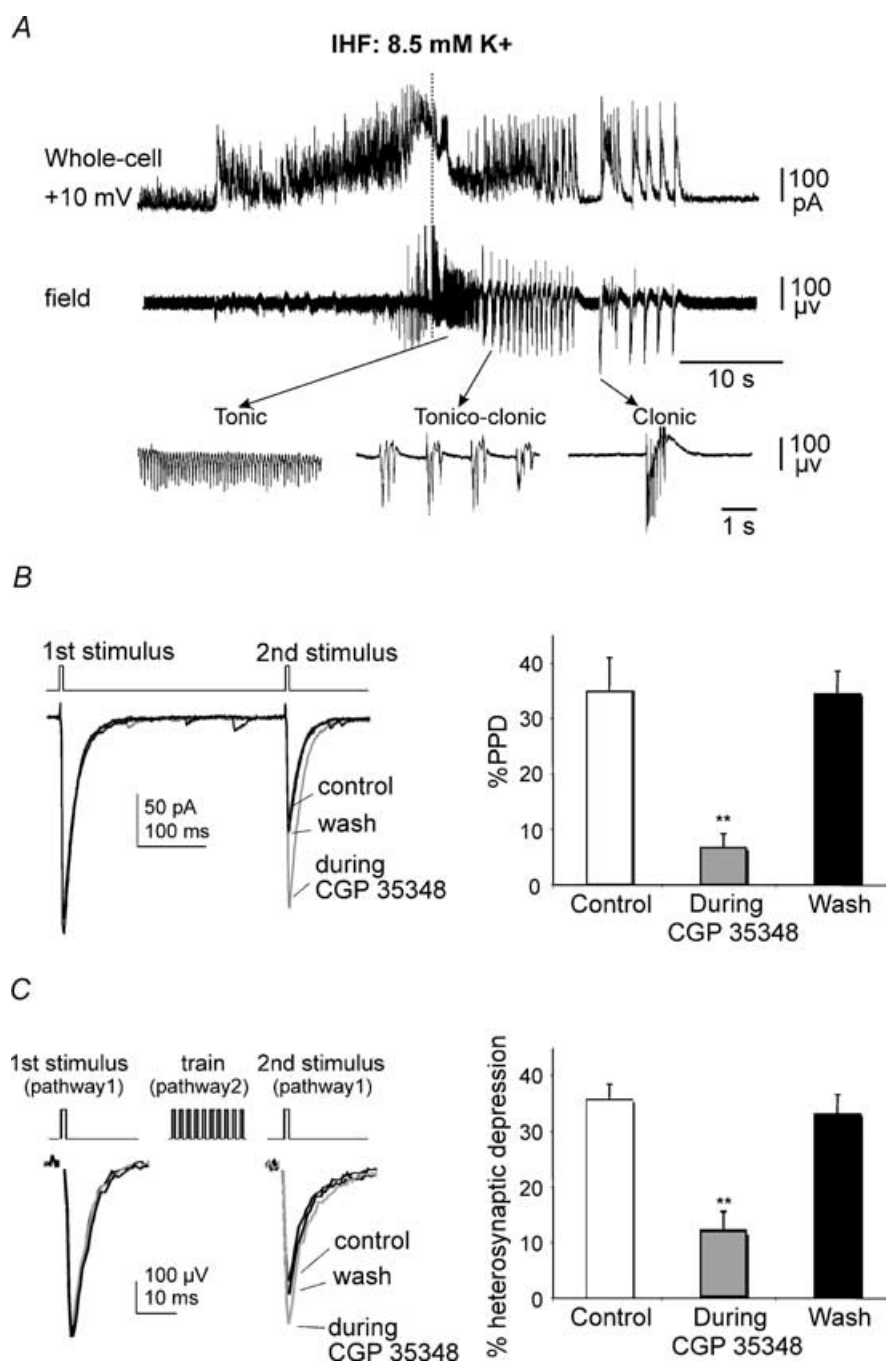 A
IHF: 8.5 mM K+
Whole-cell
+10 mV
100
pA
field
100
µv
10 s
Tonic
Tonico-clonic
Clonic
100
µv
1 s
B
1st stimulus
2nd stimulus
control
wash
during
CGP 35348
50 pA
100 ms
%PPD
40
30
20
10
0
**
Control
During
CGP 35348
Wash
C
1st stimulus
(pathway1)
train
(pathway2)
2nd stimulus
(pathway1)
control
wash
during
CGP 35348
100 µV
10 ms
% heterosynaptic depression
40
30
20
10
0
**
Control
During
CGP 35348
Wash